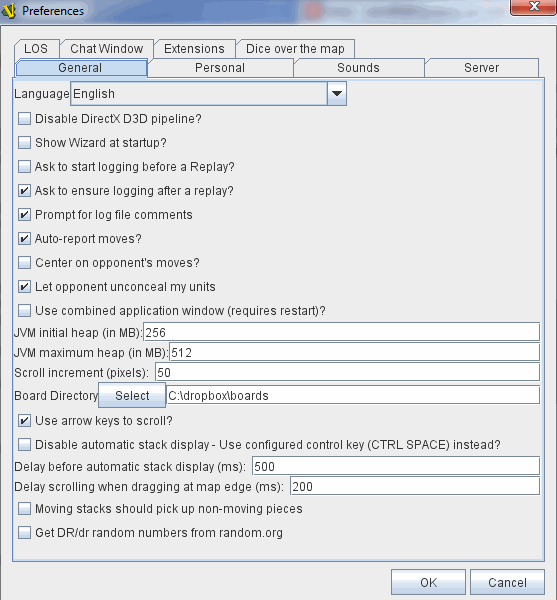 Preferences
LOS Chat Window Extensions Dice over the map
General Personal Sounds Server
Language English
Disable DirectX D3D pipeline?
Show Wizard at startup?
Ask to start logging before a Replay?
Ask to ensure logging after a replay?
Prompt for log file comments
Auto-report moves?
Center on opponent's moves?
Let opponent unconceal my units
Use combined application window (requires restart)?
JVM initial heap (in MB): 256
JVM maximum heap (in MB): 512
Scroll increment (pixels): 50
Board Directory Select C:\dropbox\boards
Use arrow keys to scroll?
Disable automatic stack display - Use configured control key (CTRL SPACE) instead?
Delay before automatic stack display (ms): 500
Delay scrolling when dragging at map edge (ms): 200
Moving stacks should pick up non-moving pieces
Get DR/dr random numbers from random.org
OK Cancel